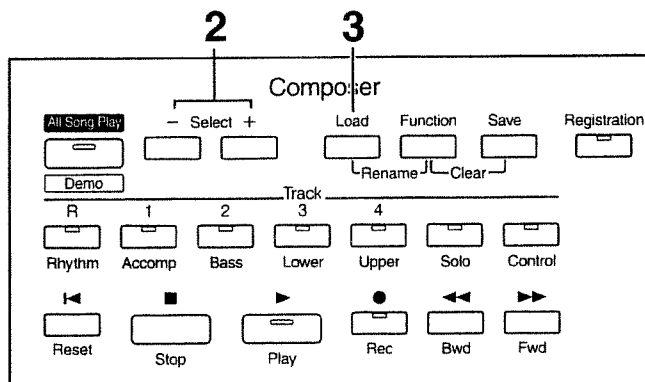 2 3
Composer
All Song Play - Select + Load Function Save Registration
Demo Rename Clear
Track
R 1 2 3 4
Rhythm Accomp Bass Lower Upper Solo Control
Reset Stop Play Rec Bwd Fwd